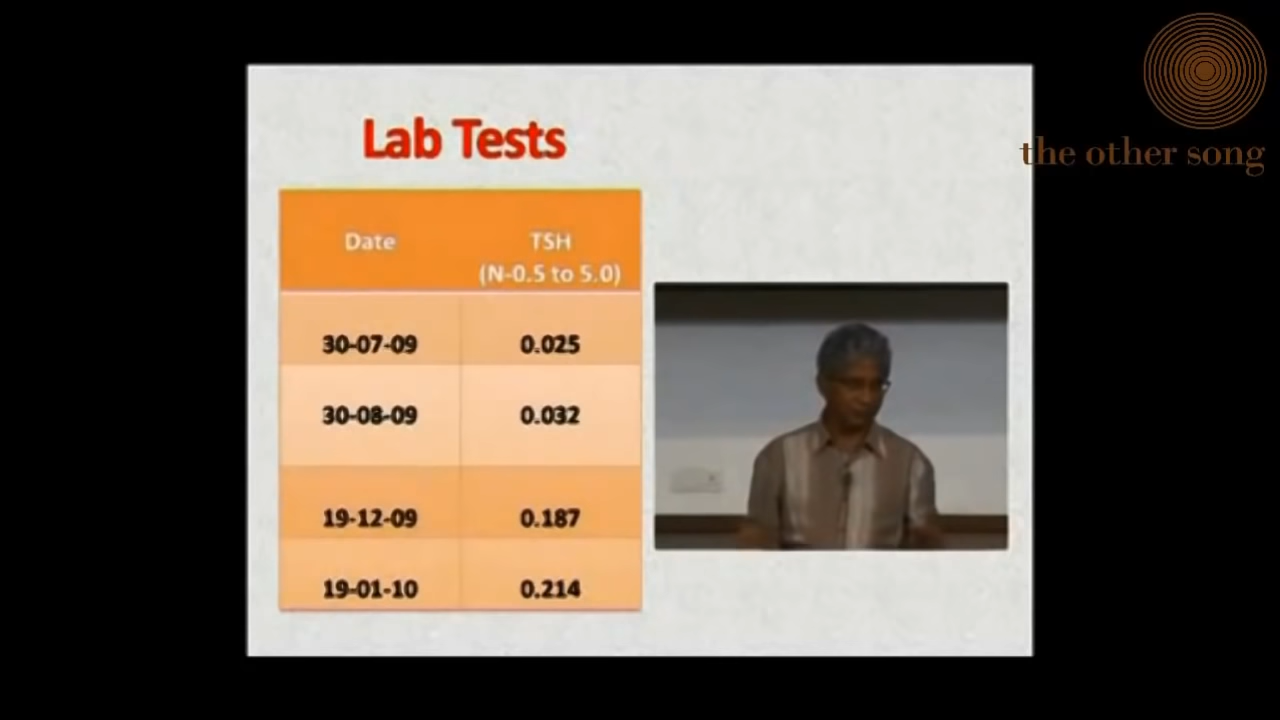 the other song
Lab Tests
Date TSH
(N-0.5 to 5.0)
30-07-09 0.025
30-08-09 0.032
19-12-09 0.187
19-01-10 0.214